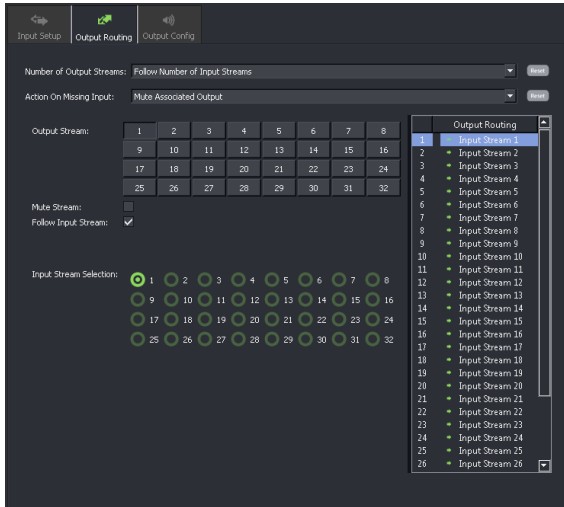 Input Setup Output Routing Output Config
Number of Output Streams: Follow Number of Input Streams Reset
Action On Missing Input: Mute Associated Output Reset
Output Stream: 1 2 3 4 5 6 7 8
9 10 11 12 13 14 15 16
17 18 19 20 21 22 23 24
25 26 27 28 29 30 31 32
Mute Stream:
Follow Input Stream:
Input Stream Selection: 1 2 3 4 5 6 7 8
9 10 11 12 13 14 15 16
17 18 19 20 21 22 23 24
25 26 27 28 29 30 31 32
Output Routing
1 Input Stream 1
2 Input Stream 2
3 Input Stream 3
4 Input Stream 4
5 Input Stream 5
6 Input Stream 6
7 Input Stream 7
8 Input Stream 8
9 Input Stream 9
10 Input Stream 10
11 Input Stream 11
12 Input Stream 12
13 Input Stream 13
14 Input Stream 14
15 Input Stream 15
16 Input Stream 16
17 Input Stream 17
18 Input Stream 18
19 Input Stream 19
20 Input Stream 20
21 Input Stream 21
22 Input Stream 22
23 Input Stream 23
24 Input Stream 24
25 Input Stream 25
26 Input Stream 26